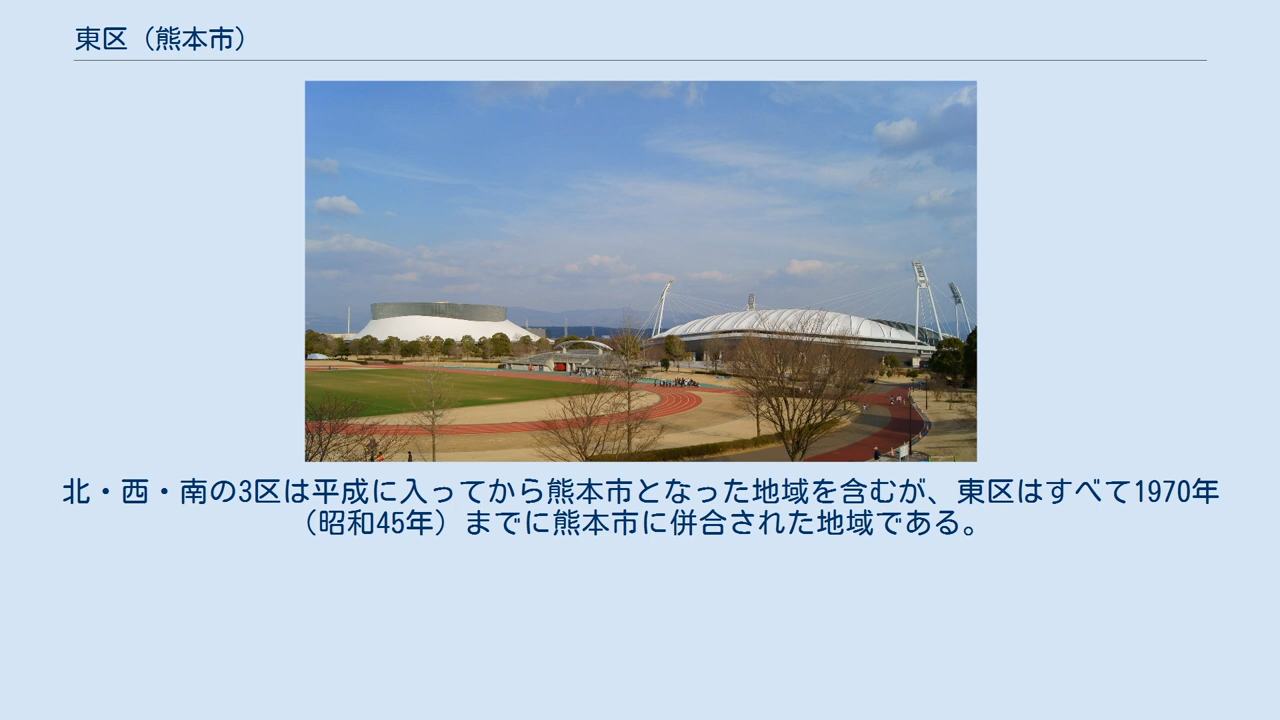 東区（熊本市）
北・西・南の3区は平成に入ってから熊本市となった地域を含むが、東区はすべて1970年
（昭和45年）までに熊本市に併合された地域である。